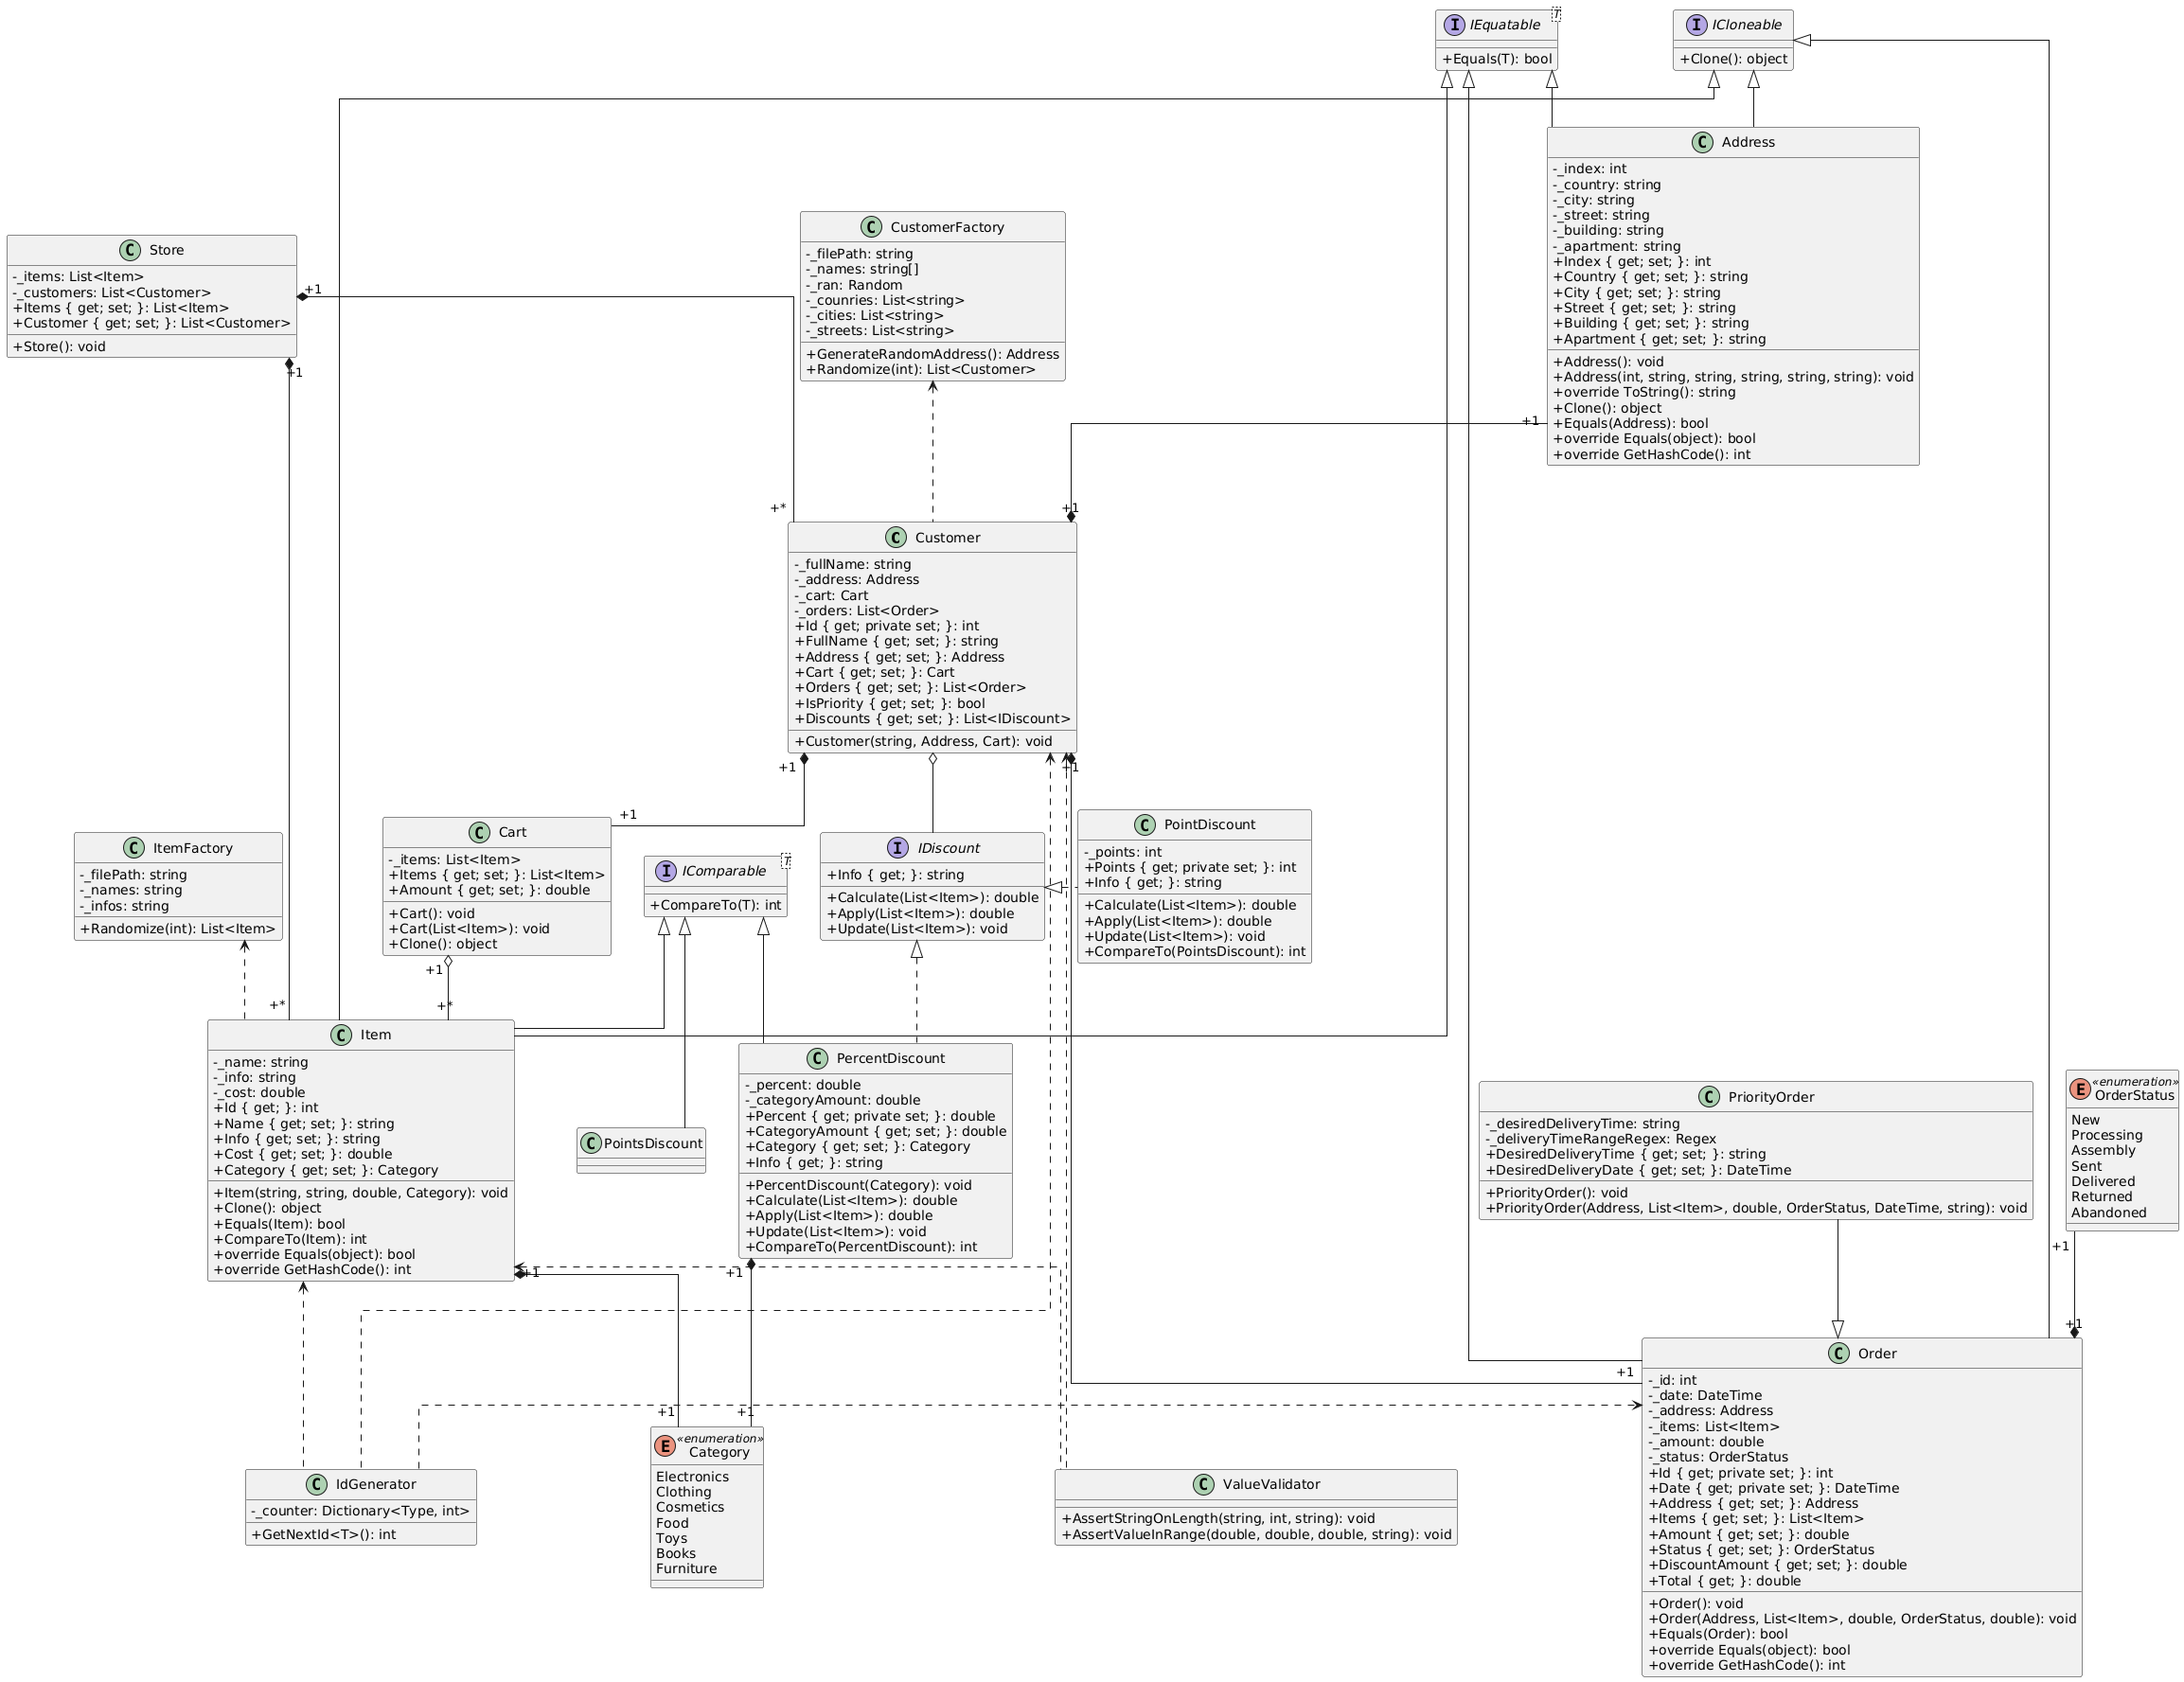 I IEquatable T
+Equals(T): bool
I ICloneable
+Clone(): object
C Address
-_index: int
-_country: string
-_city: string
-_street: string
-_building: string
-_apartment: string
+Index { get; set; }: int
+Country { get; set; }: string
+City { get; set; }: string
+Street { get; set; }: string
+Building { get; set; }: string
+Apartment { get; set; }: string
+Address(): void
+Address(int, string, string, string, string, string): void
+override ToString(): string
+Clone(): object
+Equals(Address): bool
+override Equals(object): bool
+override GetHashCode(): int
C Store
-_items: List<Item>
-_customers: List<Customer>
+Items { get; set; }: List<Item>
+Customer { get; set; }: List<Customer>
+Store(): void
+1
+1
C CustomerFactory
-_filePath: string
-_names: string[]
-_ran: Random
-_counries: List<string>
-_cities: List<string>
-_streets: List<string>
+GenerateRandomAddress(): Address
+Randomize(int): List<Customer>
+1
+*
+1
C Customer
-_fullName: string
-_address: Address
-_cart: Cart
-_orders: List<Order>
+Id { get; private set; }: int
+FullName { get; set; }: string
+Address { get; set; }: Address
+Cart { get; set; }: Cart
+Orders { get; set; }: List<Order>
+IsPriority { get; set; }: bool
+Discounts { get; set; }: List<IDiscount>
+Customer(string, Address, Cart): void
+1
+1
+1
C ItemFactory
-_filePath: string
-_names: string
-_infos: string
+Randomize(int): List<Item>
C Cart
-_items: List<Item>
+Items { get; set; }: List<Item>
+Amount { get; set; }: double
+Cart(): void
+Cart(List<Item>): void
+Clone(): object
I IComparable T
+CompareTo(T): int
I IDiscount
+Info { get; }: string
+Calculate(List<Item>): double
+Apply(List<Item>): double
+Update(List<Item>): void
C PointDiscount
-_points: int
+Points { get; private set; }: int
+Info { get; }: string
+Calculate(List<Item>): double
+Apply(List<Item>): double
+Update(List<Item>): void
+CompareTo(PointsDiscount): int
+1
+*
+*
C Item
-_name: string
-_info: string
-_cost: double
+Id { get; }: int
+Name { get; set; }: string
+Info { get; set; }: string
+Cost { get; set; }: double
+Category { get; set; }: Category
+Item(string, string, double, Category): void
+Clone(): object
+Equals(Item): bool
+CompareTo(Item): int
+override Equals(object): bool
+override GetHashCode(): int
+1
C PointsDiscount
C PercentDiscount
-_percent: double
-_categoryAmount: double
+Percent { get; private set; }: double
+CategoryAmount { get; set; }: double
+Category { get; set; }: Category
+Info { get; }: string
+PercentDiscount(Category): void
+Calculate(List<Item>): double
+Apply(List<Item>): double
+Update(List<Item>): void
+CompareTo(PercentDiscount): int
+1
C PriorityOrder
-_desiredDeliveryTime: string
-_deliveryTimeRangeRegex: Regex
+DesiredDeliveryTime { get; set; }: string
+DesiredDeliveryDate { get; set; }: DateTime
+PriorityOrder(): void
+PriorityOrder(Address, List<Item>, double, OrderStatus, DateTime, string): void
E «enumeration»
OrderStatus
New
Processing
Assembly
Sent
Delivered
Returned
Abandoned
+1
+1
+1
C Order
-_id: int
-_date: DateTime
-_address: Address
-_items: List<Item>
-_amount: double
-_status: OrderStatus
+Id { get; private set; }: int
+Date { get; private set; }: DateTime
+Address { get; set; }: Address
+Items { get; set; }: List<Item>
+Amount { get; set; }: double
+Status { get; set; }: OrderStatus
+DiscountAmount { get; set; }: double
+Total { get; }: double
+Order(): void
+Order(Address, List<Item>, double, OrderStatus, double): void
+Equals(Order): bool
+override Equals(object): bool
+override GetHashCode(): int
C IdGenerator
-_counter: Dictionary<Type, int>
+GetNextId<T>(): int
+1
+1
E «enumeration»
Category
Electronics
Clothing
Cosmetics
Food
Toys
Books
Furniture
C ValueValidator
+AssertStringOnLength(string, int, string): void
+AssertValueInRange(double, double, double, string): void